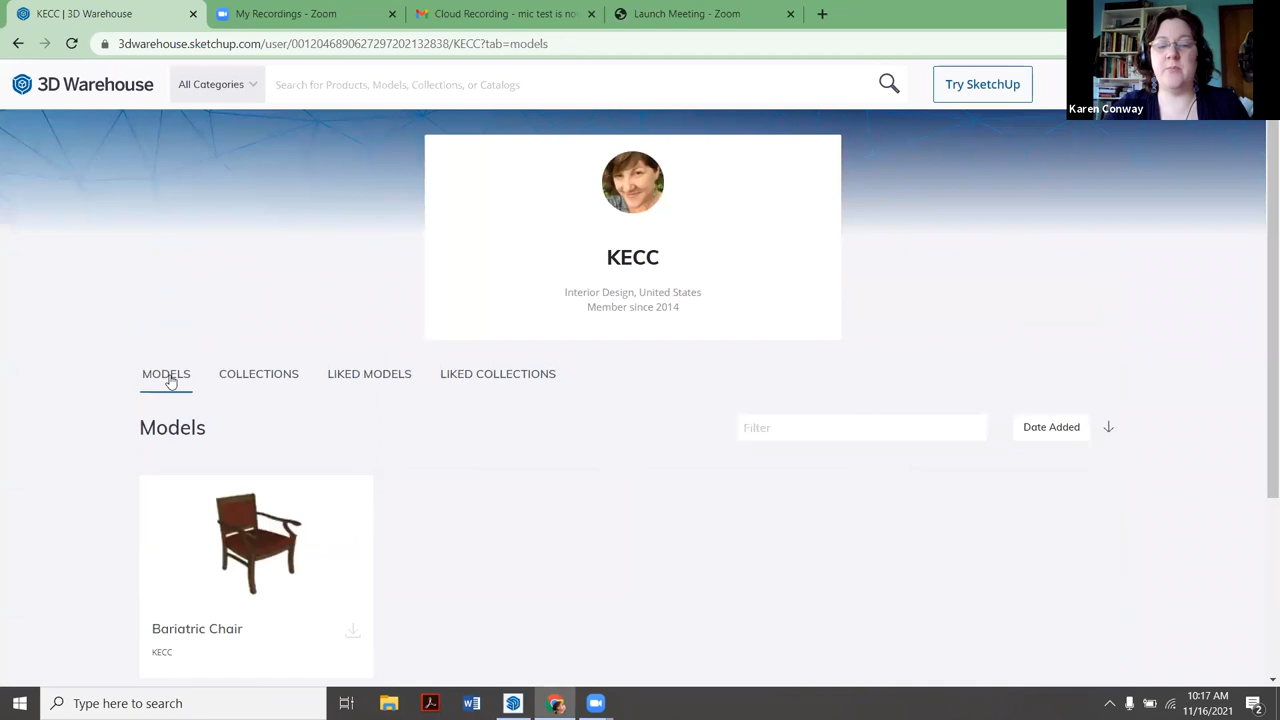 KECC | 3D Warehouse
My Recordings - Zoom
Cloud Recording - mic test is no
Launch Meeting - Zoom
3dwarehouse.sketchup.com/user/0012046890627297202132838/KECC?tab=models
3D Warehouse
All Categories
Search for Products, Models, Collections, or Catalogs
Try SketchUp
Karen Conway
KECC
Interior Design, United States
Member since 2014
MODELS
COLLECTIONS
LIKED MODELS
LIKED COLLECTIONS
Models
Filter
Date Added
Bariatric Chair
KECC
Type here to search
10:17 AM
11/16/2021
2